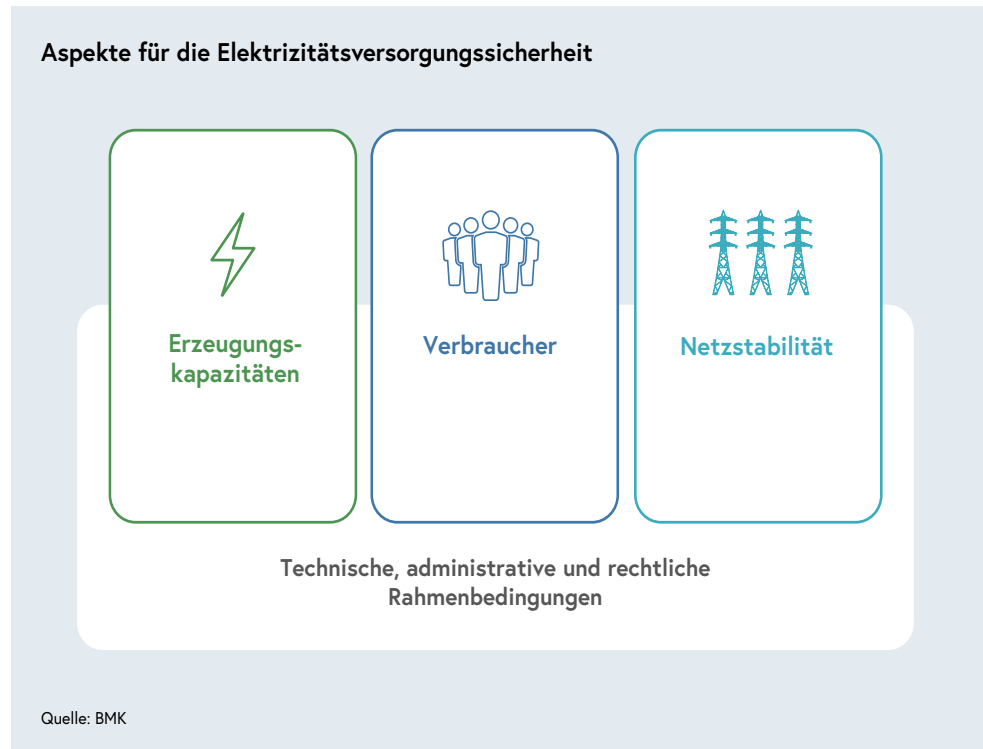 Aspekte für die Elektrizitätsversorgungssicherheit
Erzeugungs-
kapazitäten
Verbraucher
Netzstabilität
Technische, administrative und rechtliche
Rahmenbedingungen
Quelle: BMK